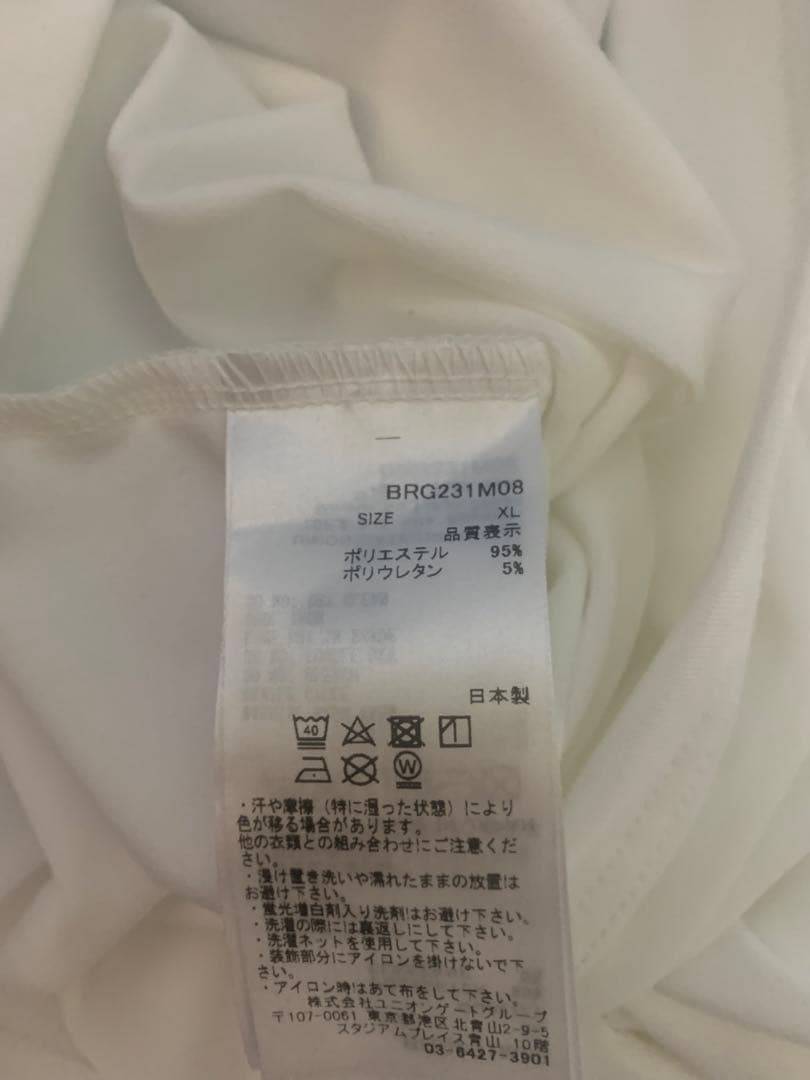 BRG231M08
SIZE XL
品質表示
ポリエステル 95%
ポリウレタン 5%
日本製
40
W
・汗や摩擦（特に湿った状態）により
色が移る場合があります。
他の衣類との組み合わせにご注意くだ
さい。
・浸け置き洗いや濡れたままの放置は
お避け下さい。
・蛍光増白剤入り洗剤はお避け下さい。
・洗濯の際には裏返しにして下さい。
・洗濯ネットを使用して下さい。
・装飾部分にアイロンを掛けないで下
さい。
・アイロン時はあて布をして下さい。
株式会社ユニオンゲートグループ
〒107-0061 東京都港区北青山2-9-5
スタジアムプレイス青山 10階
03-6427-3901